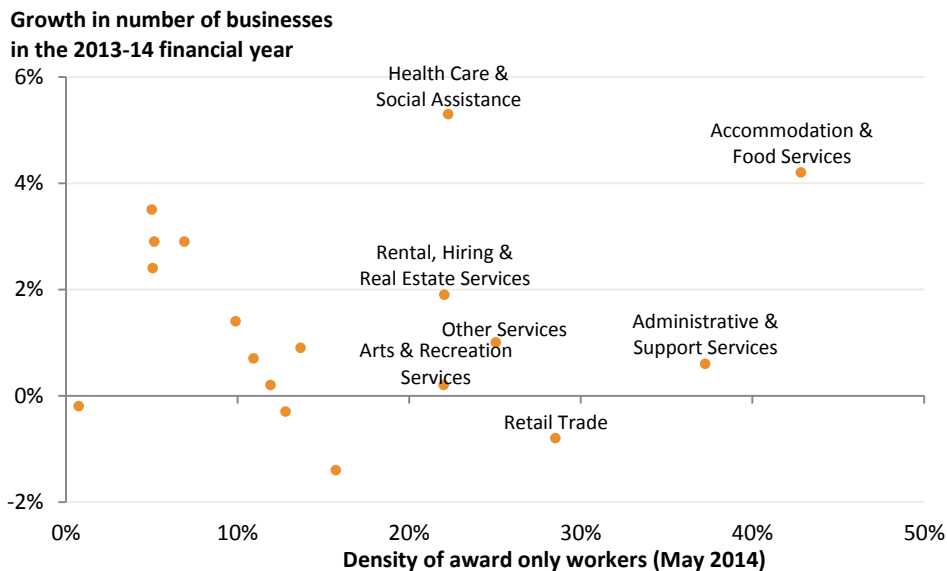 Growth in number of businesses
in the 2013-14 financial year
6%
4%
2%
0%
-2%
Health Care &
Social Assistance
Accommodation &
Food Services
Rental, Hiring &
Real Estate Services
Other Services
Administrative &
Support Services
Arts & Recreation
Services
Retail Trade
0%
10%
20%
30%
40%
50%
Density of award only workers (May 2014)